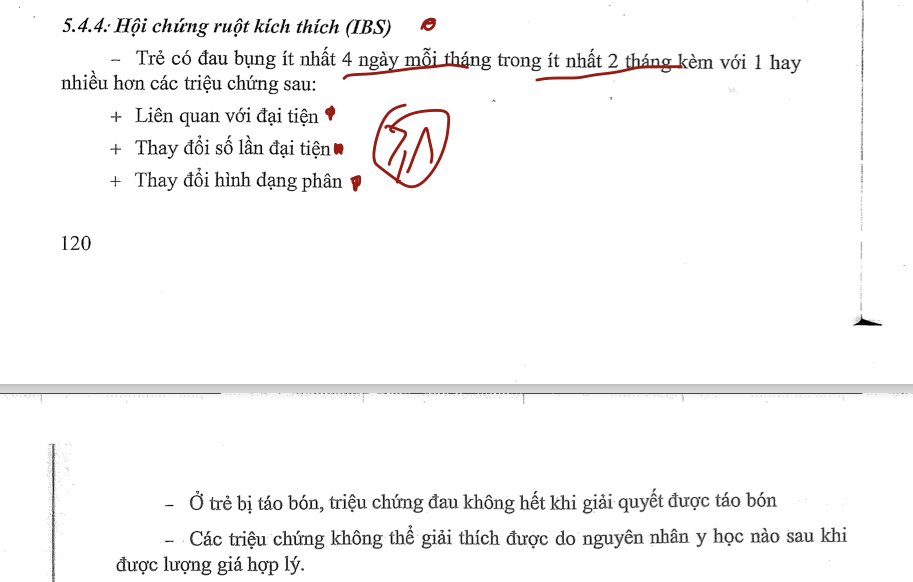 5.4.4: Hội chứng ruột kích thích (IBS)
– Trẻ có đau bụng ít nhất 4 ngày mỗi tháng trong ít nhất 2 tháng kèm với 1 hay
nhiều hơn các triệu chứng sau:
+ Liên quan với đại tiện
+ Thay đổi số lần đại tiện
+ Thay đổi hình dạng phân
120
– Ở trẻ bị táo bón, triệu chứng đau không hết khi giải quyết được táo bón
– Các triệu chứng không thể giải thích được do nguyên nhân y học nào sau khi
được lượng giá hợp lý.